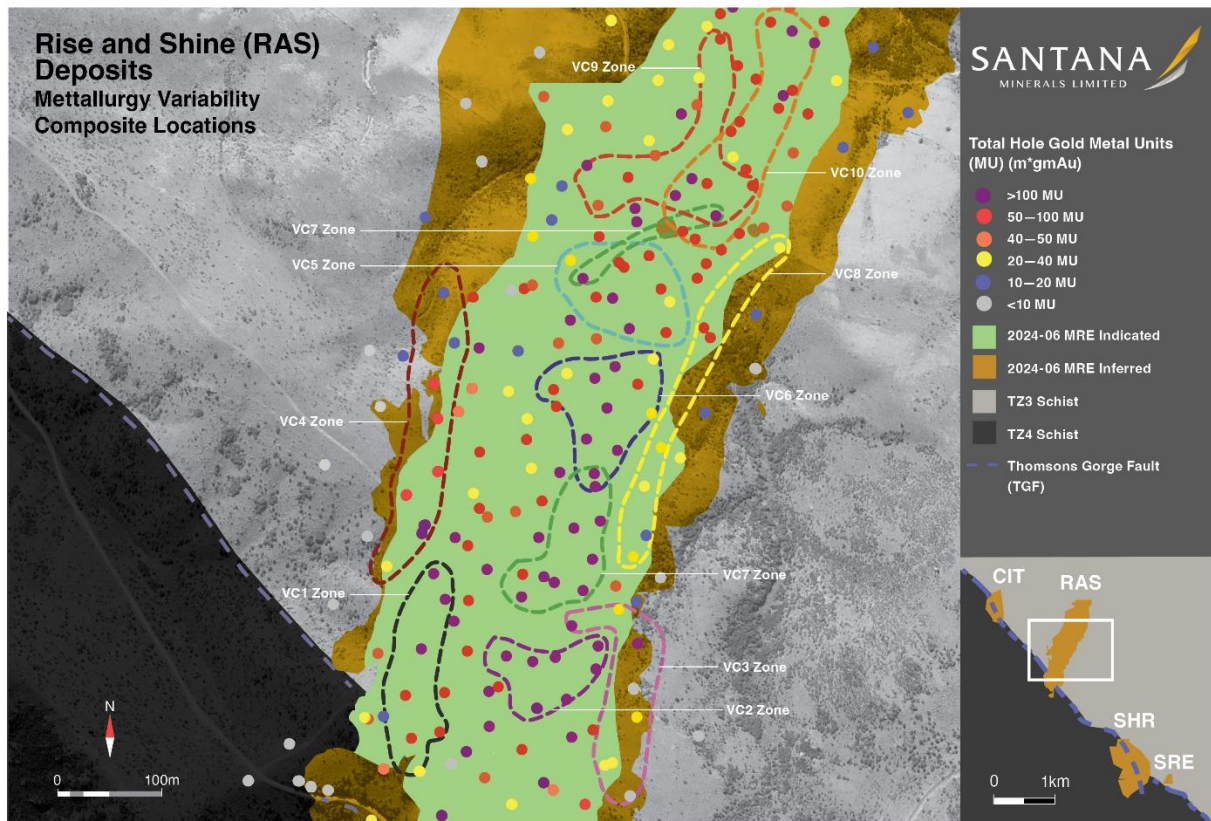 Rise and Shine (RAS)
Deposits
Mettallurgy Variability
Composite Locations
VC9 Zone
VC10 Zone
VC7 Zone
VC5 Zone
VC8 Zone
VC6 Zone
VC4 Zone
VC7 Zone
VC1 Zone
VC3 Zone
VC2 Zone
N
0
100m
SANTANA
MINERALS LIMITED
Total Hole Gold Metal Units
(MU) (m*gmAu)
>100 MU
50—100 MU
40—50 MU
20—40 MU
10—20 MU
<10 MU
2024-06 MRE Indicated
2024-06 MRE Inferred
TZ3 Schist
TZ4 Schist
Thomsons Gorge Fault
(TGF)
CIT
RAS
SHR
SRE
0
1km